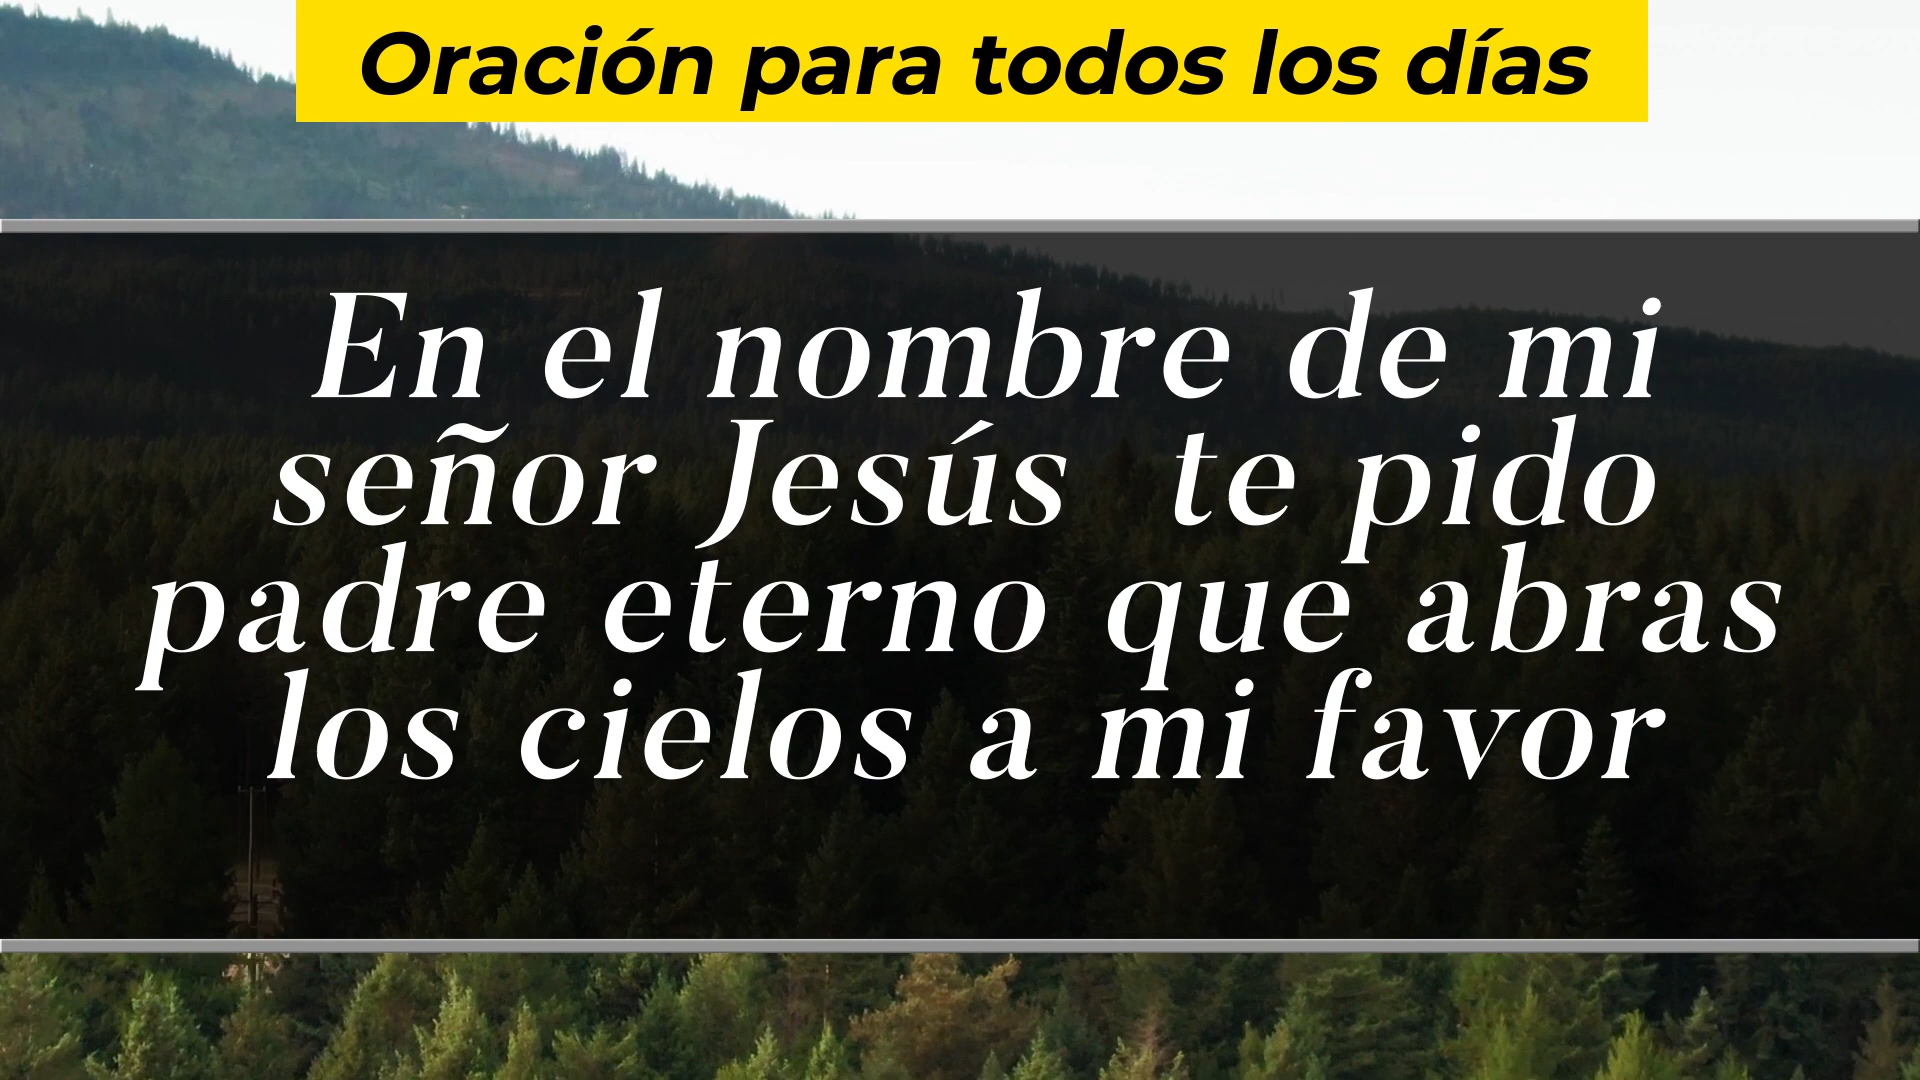 Oración para todos los días
En el nombre de mi
señor Jesús te pido
padre eterno que abras
los cielos a mi favor